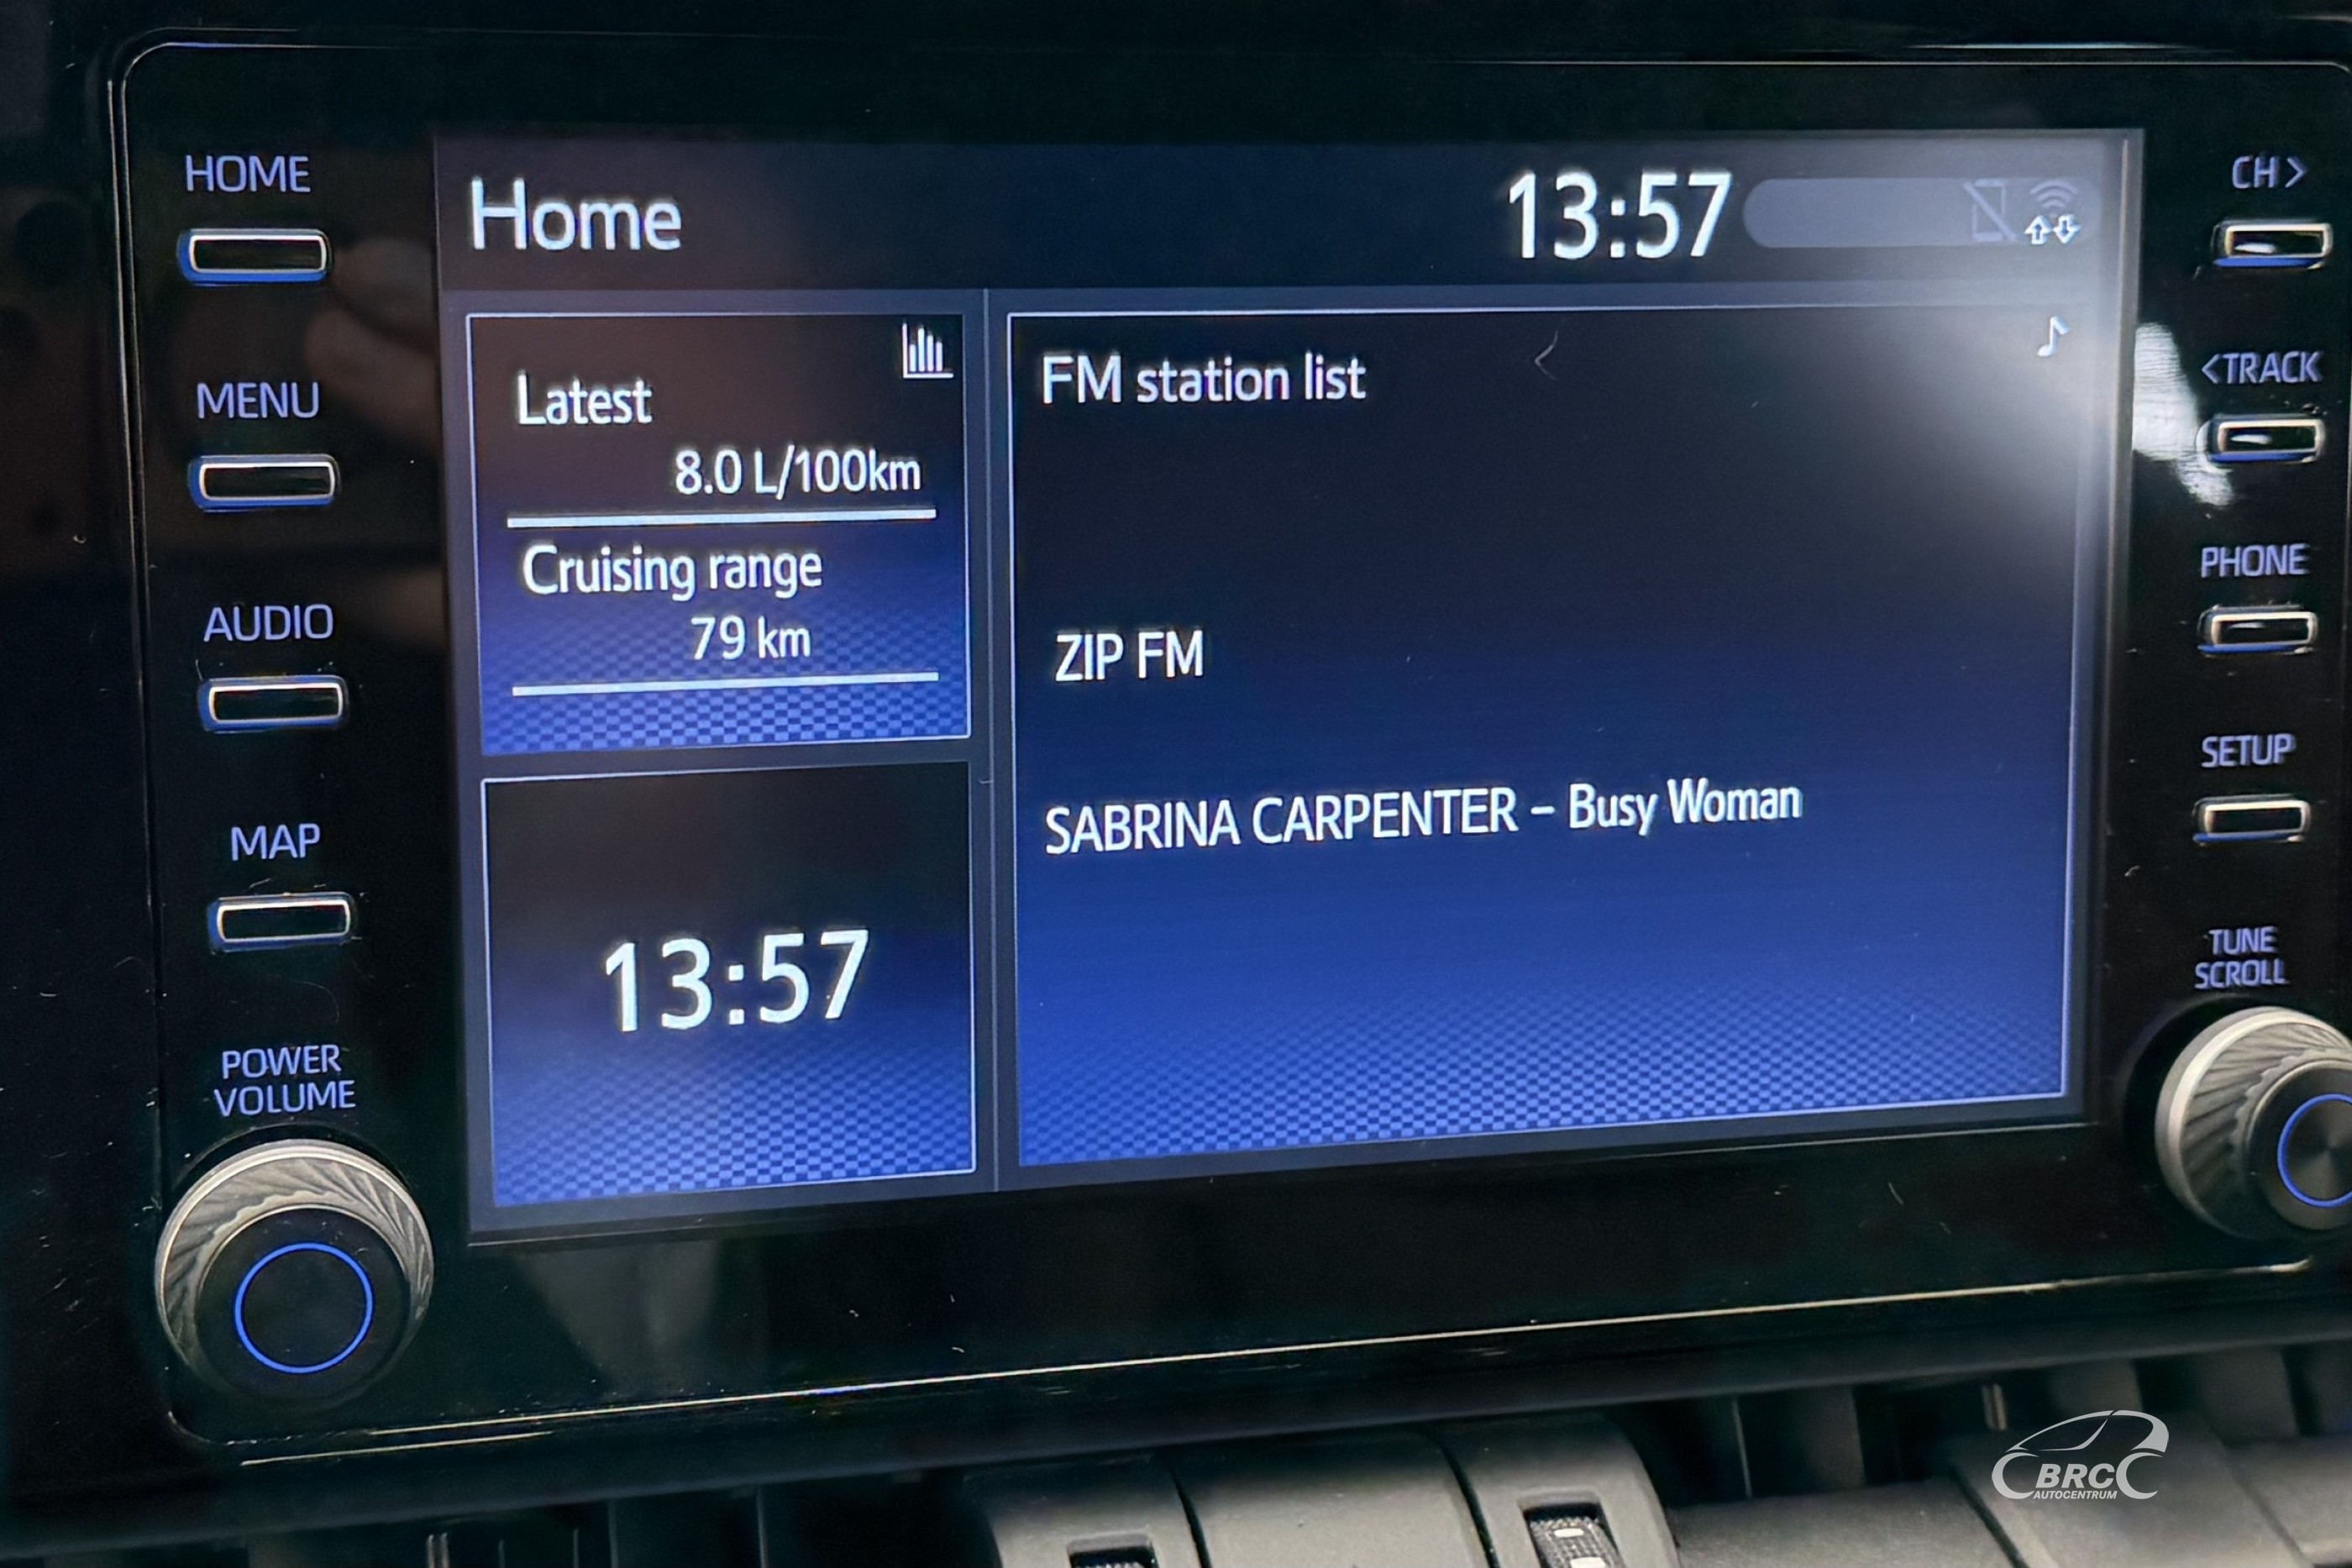 HOME
MENU
AUDIO
MAP
POWER
VOLUME
Home
13:57
Latest
8.0 L/100km
Cruising range
79 km
13:57
FM station list
ZIP FM
SABRINA CARPENTER – Busy Woman
CH >
< TRACK
PHONE
SETUP
TUNE
SCROLL
BRC
AUTOCENTRUM